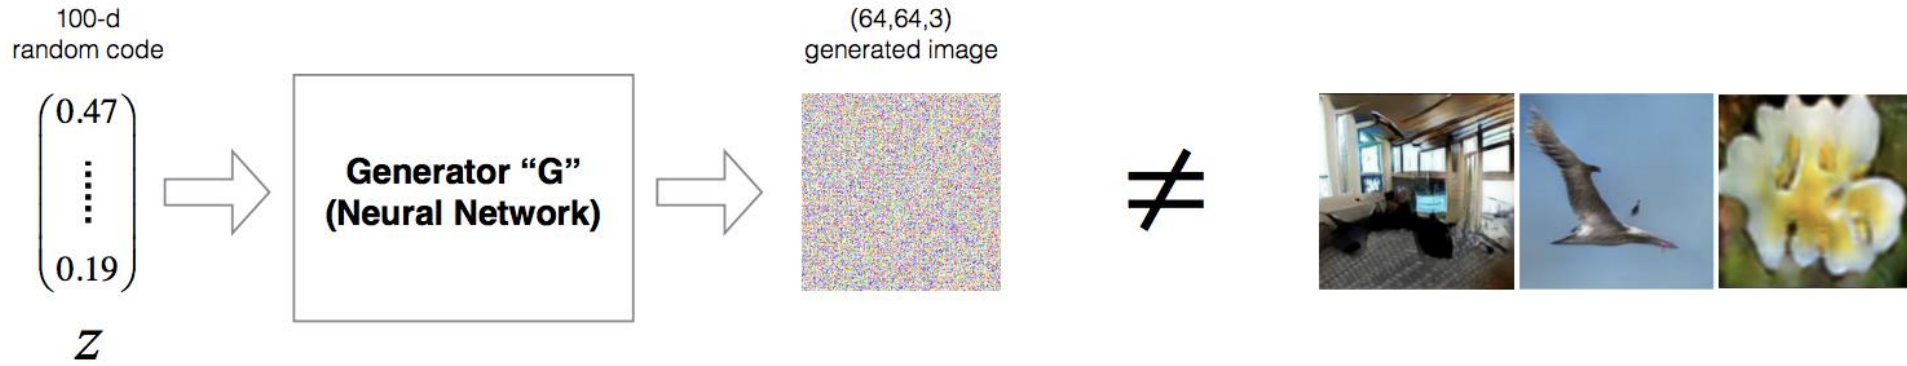 100-d
random code
0.47
0.19
z
Generator “G”
(Neural Network)
(64,64,3)
generated image
≠